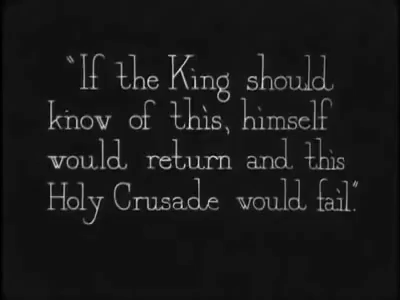 "If the King should
know of this, himself
would return and this
Holy Crusade would fail."